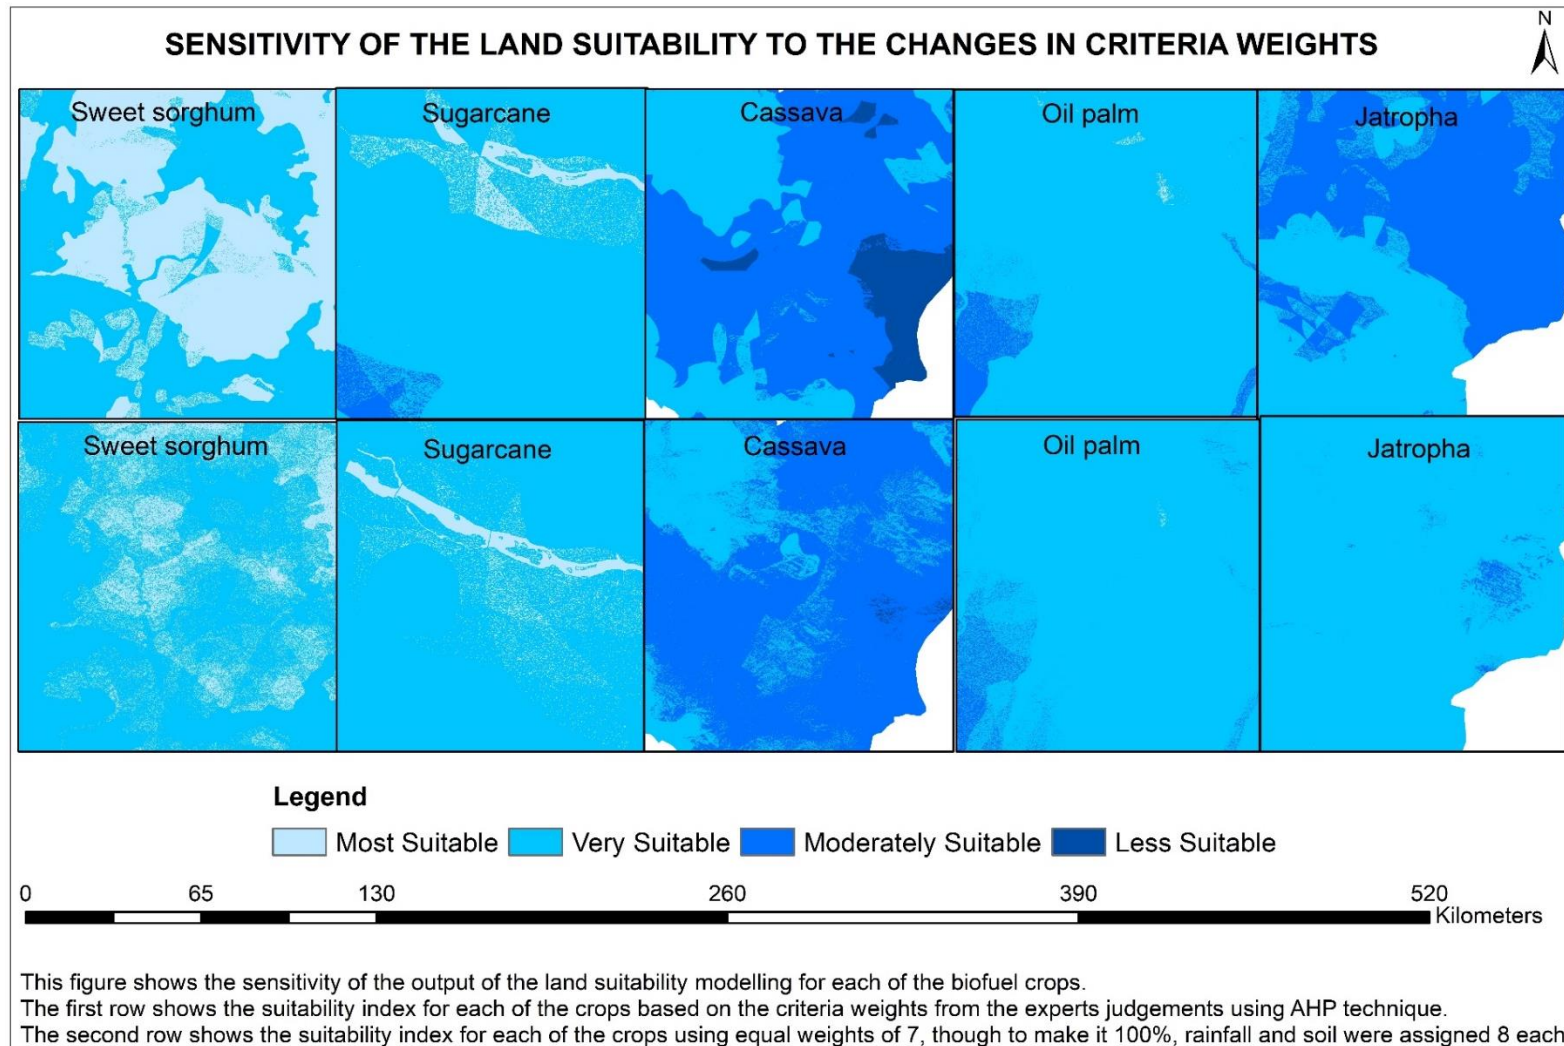 N
SENSITIVITY OF THE LAND SUITABILITY TO THE CHANGES IN CRITERIA WEIGHTS
Sweet sorghum Sugarcane Cassava Oil palm Jatropha
Sweet sorghum Sugarcane Cassava Oil palm Jatropha
Legend
Most Suitable Very Suitable Moderately Suitable Less Suitable
0 65 130 260 390 520
Kilometers
This figure shows the sensitivity of the output of the land suitability modelling for each of the biofuel crops.
The first row shows the suitability index for each of the crops based on the criteria weights from the experts judgements using AHP technique.
The second row shows the suitability index for each of the crops using equal weights of 7, though to make it 100%, rainfall and soil were assigned 8 each